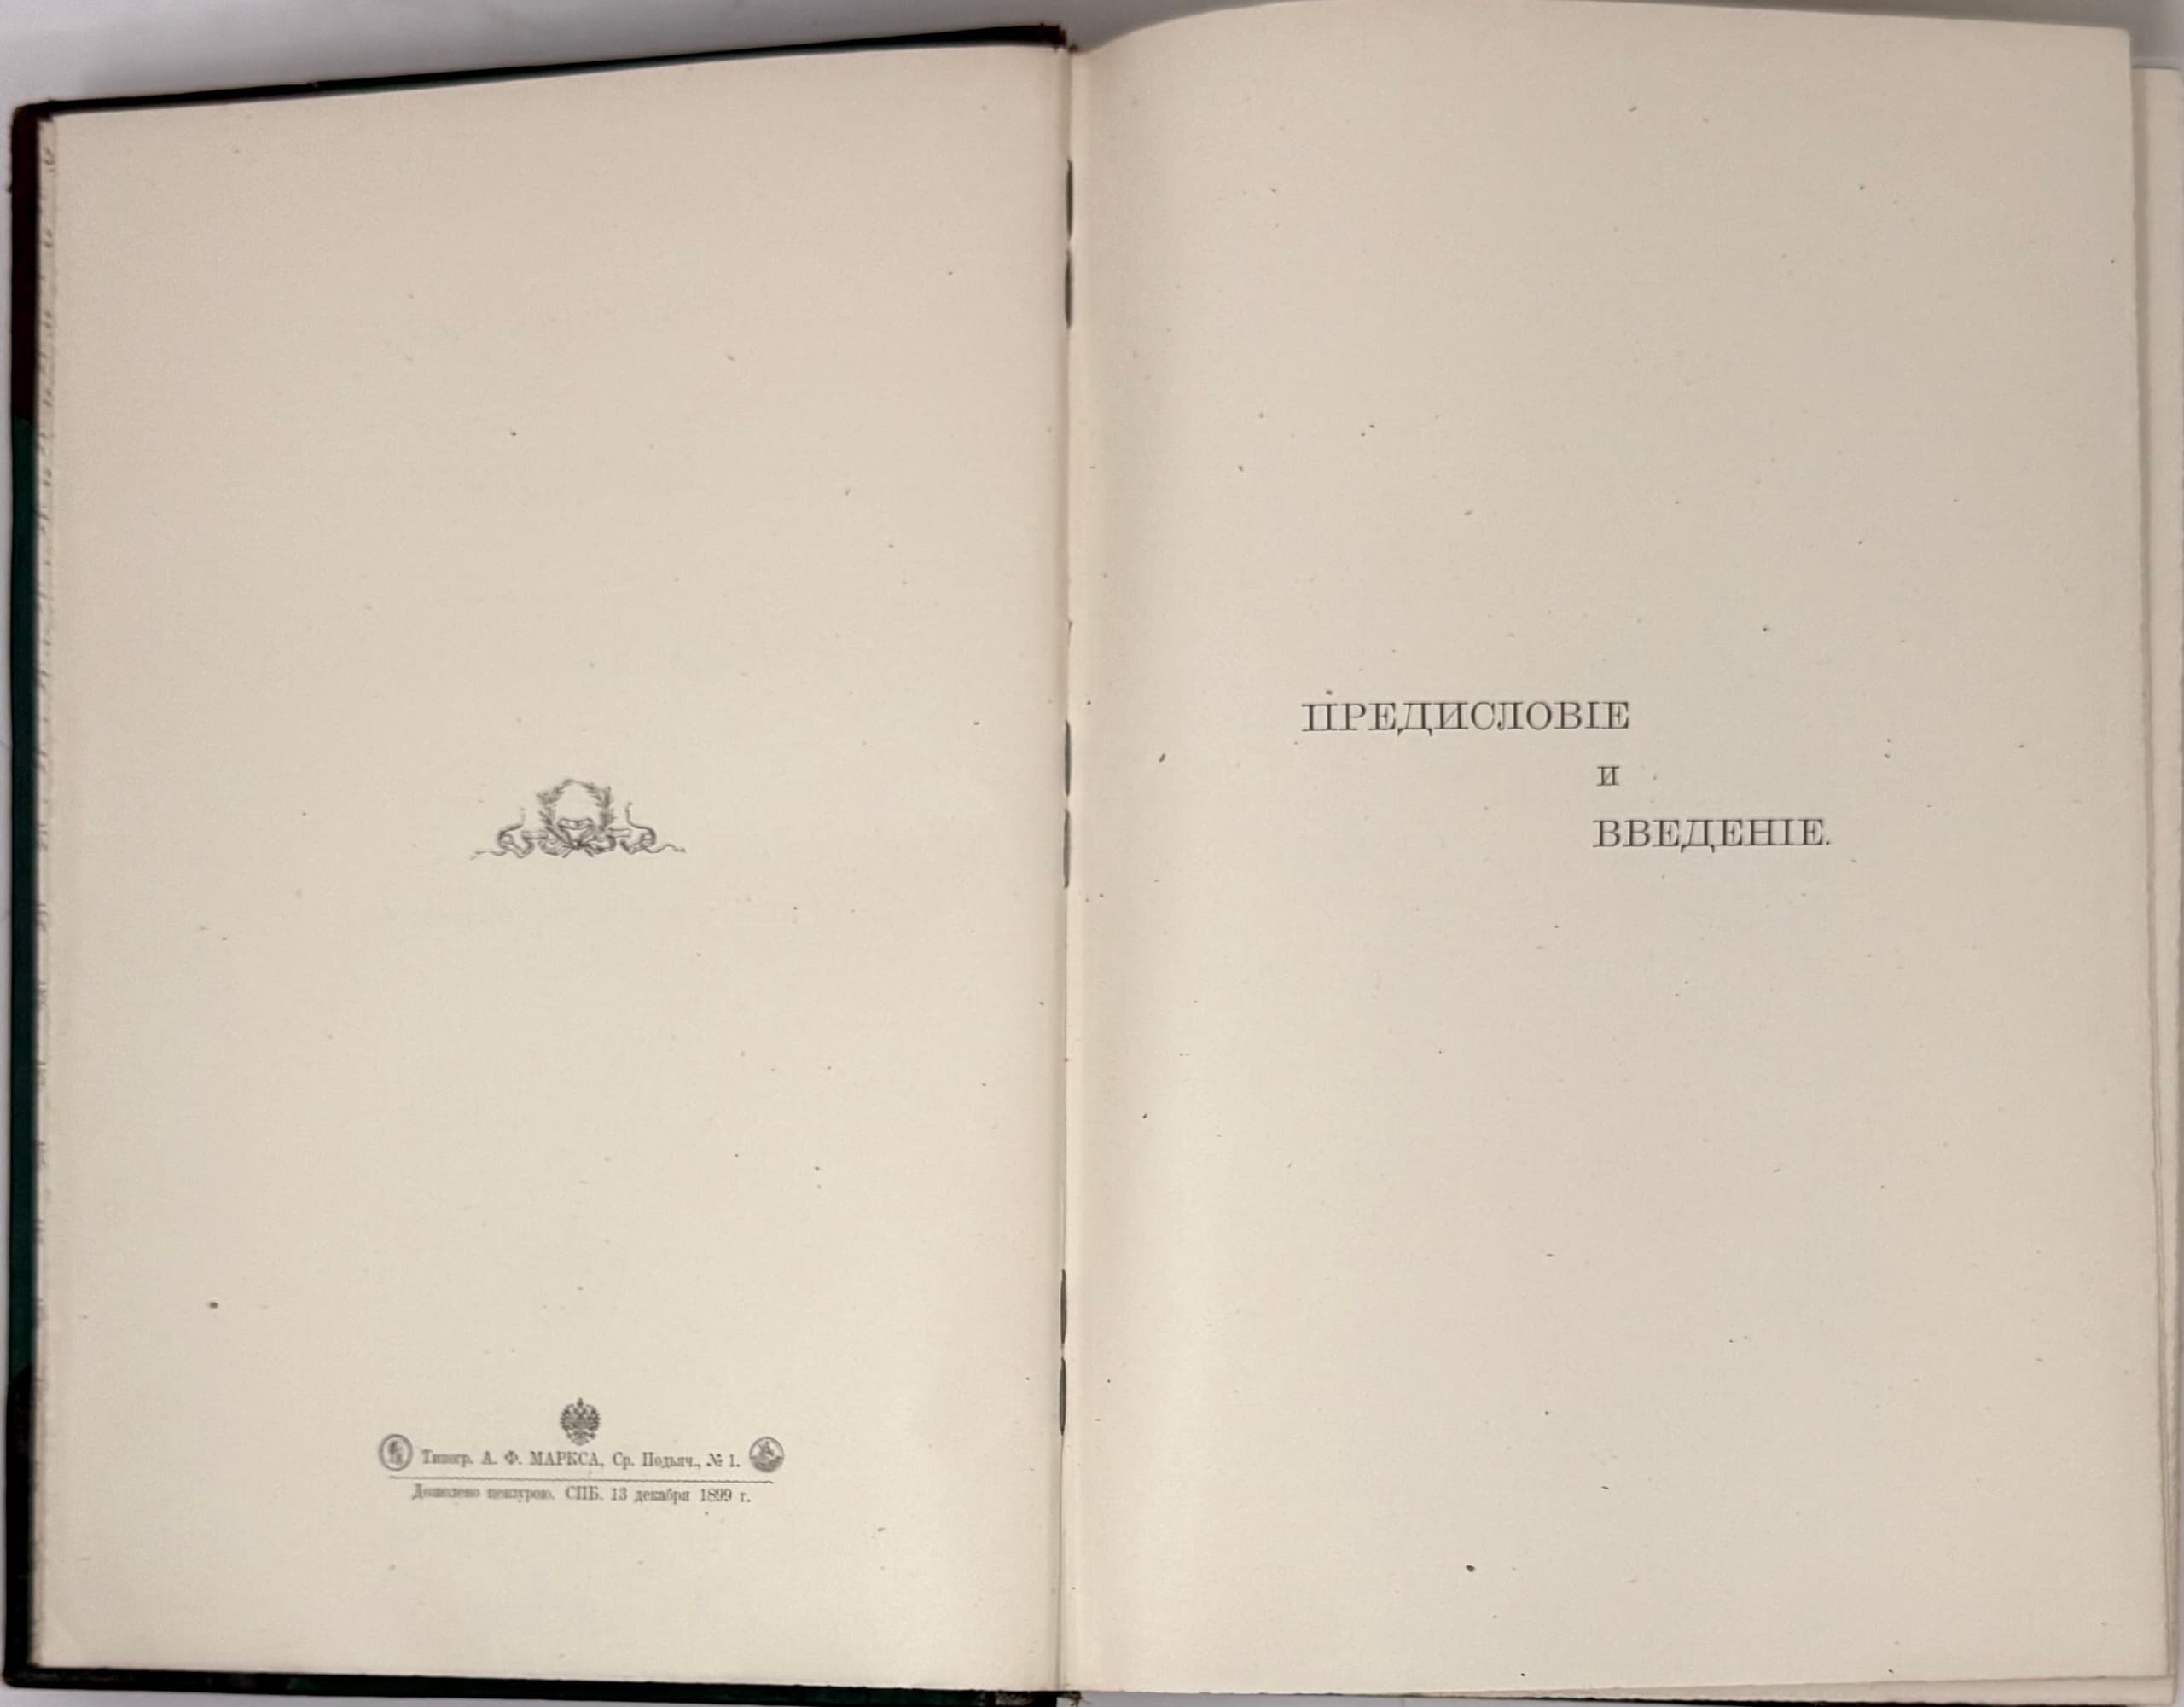 Типогр. А. Ф. МАРКСА, Ср. Подъяч., № 1.
Дозволено цензурою. СПБ. 13 декабря 1899 г.
ПРЕДИСЛОВІЕ
и
ВВЕДЕНІЕ.